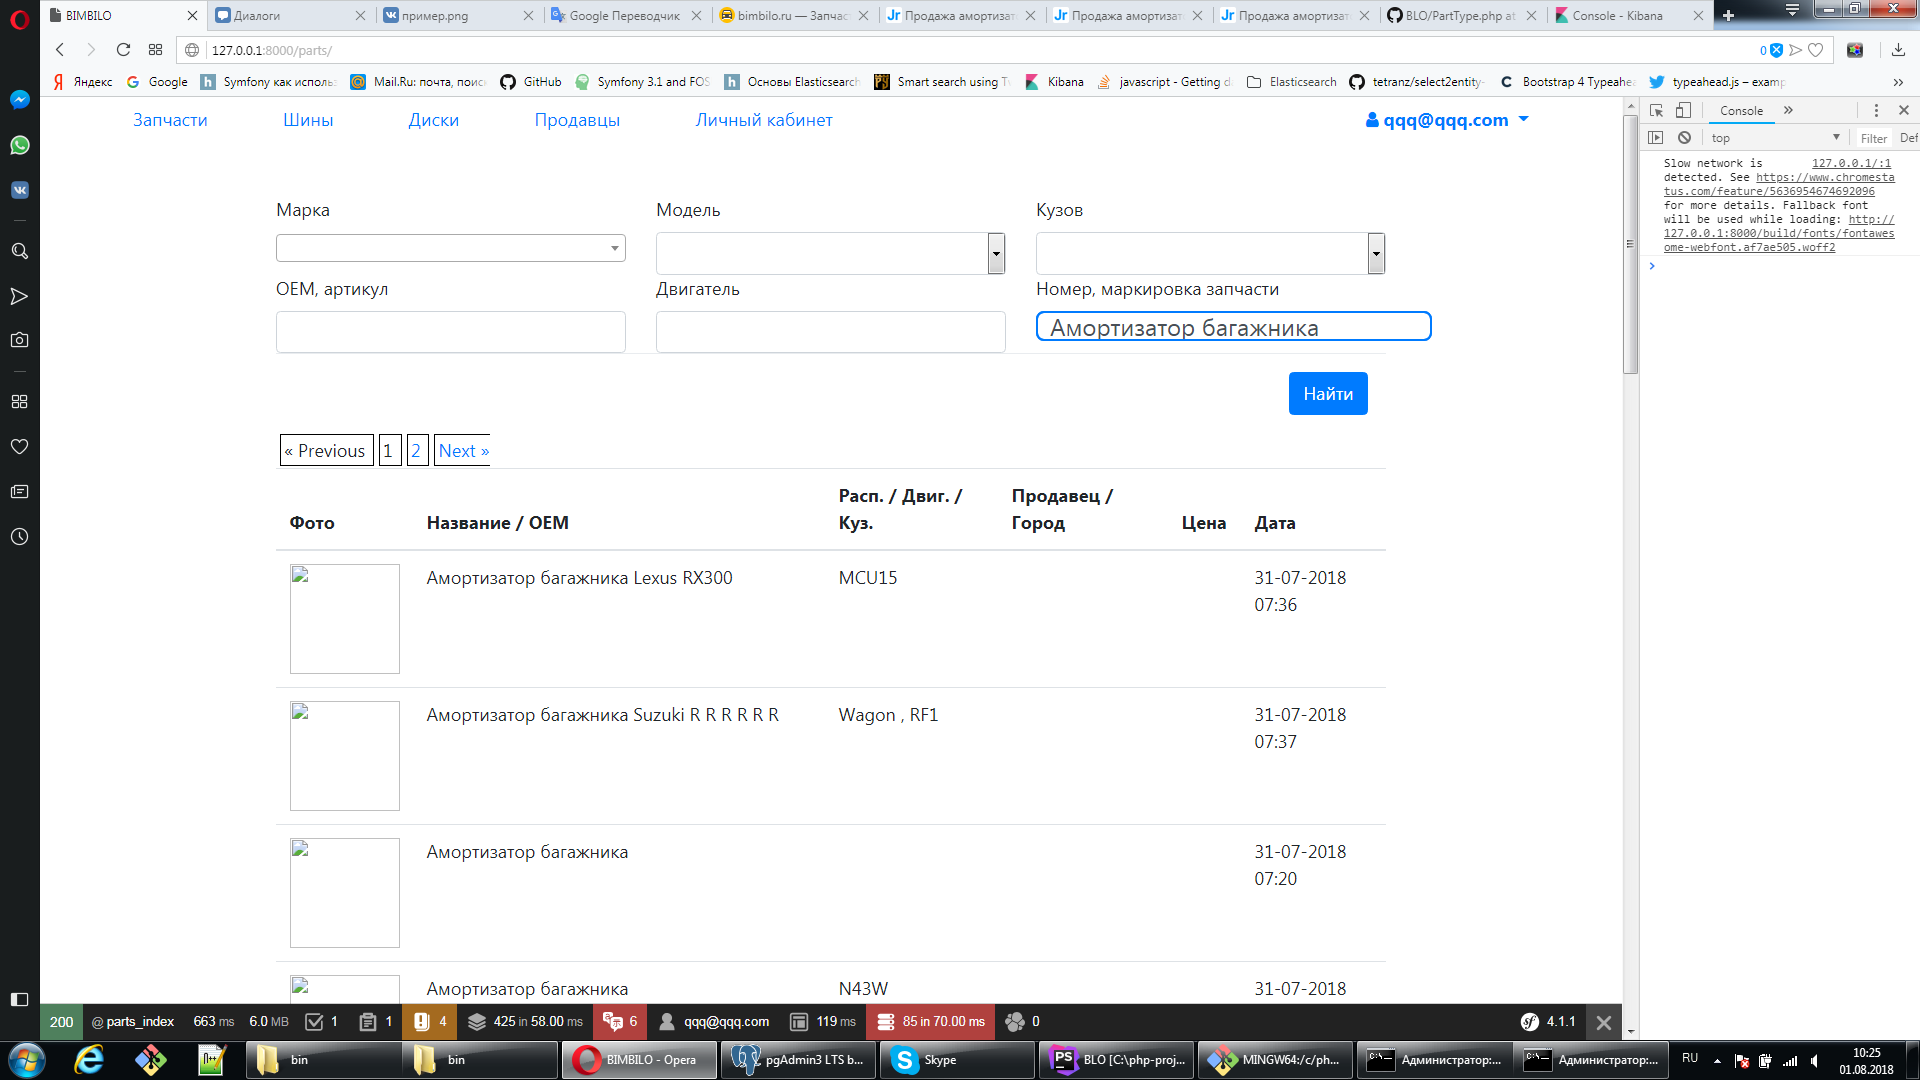 BIMBILO
Диалоги
пример.png
Google Переводчик
bimbilo.ru — Запчас
Продажа амортизат
Продажа амортизат
Продажа амортизат
BLO/PartType.php at
Console - Kibana
127.0.0.1:8000/parts/
0
Яндекс
Google
Symfony как использ
Mail.Ru: почта, поиск
GitHub
Symfony 3.1 and FOS
Основы Elasticsearch
Smart search using Tw
Kibana
javascript - Getting d
Elasticsearch
tetranz/select2entity-
Bootstrap 4 Typeahe
typeahead.js – examp
»
Запчасти
Шины
Диски
Продавцы
Личный кабинет
qqq@qqq.com
Console
»
top
Filter
Def
Slow network is 127.0.0.1/:1
detected. See https://www.chromesta
tus.com/feature/5636954674692096
for more details. Fallback font
will be used while loading: http://
127.0.0.1:8000/build/fonts/fontawes
ome-webfont.af7ae505.woff2
Марка
Модель
Кузов
OEM, артикул
Двигатель
Номер, маркировка запчасти
Амортизатор багажника
Найти
« Previous 1 2 Next »
Фото
Название / OEM
Расп. / Двиг. /
Куз.
Продавец /
Город
Цена
Дата
Амортизатор багажника Lexus RX300
MCU15
31-07-2018
07:36
Амортизатор багажника Suzuki R R R R R R
Wagon , RF1
31-07-2018
07:37
Амортизатор багажника
31-07-2018
07:20
Амортизатор багажника
N43W
31-07-2018
200
@ parts_index
663 ms
6.0 MB
1
1
4
425 in 58.00 ms
6
qqq@qqq.com
119 ms
85 in 70.00 ms
0
4.1.1
bin
bin
BIMBILO - Opera
pgAdmin3 LTS b...
Skype
BLO [C:\php-proj...
MINGW64:/c/ph...
Администратор:...
Администратор:...
RU
10:25
01.08.2018